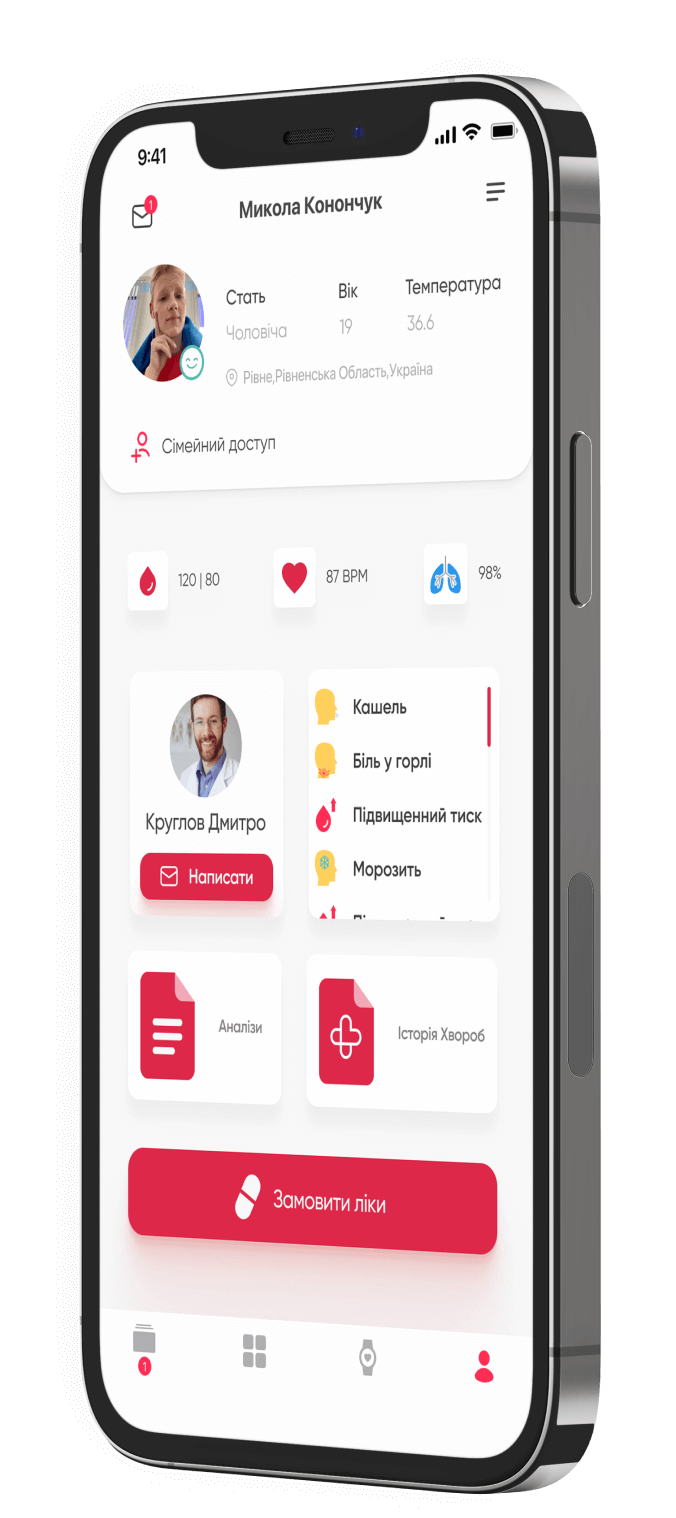 9:41
1
Микола Конончук
Стать
Вік
Температура
Чоловіча
19
36.6
Рівне,Рівненська Область,Україна
Сімейний доступ
120 | 80
87 BPM
98%
Круглов Дмитро
Написати
Кашель
Біль у горлі
Підвищенний тиск
Морозить
Аналізи
Історія Хвороб
Замовити ліки
1